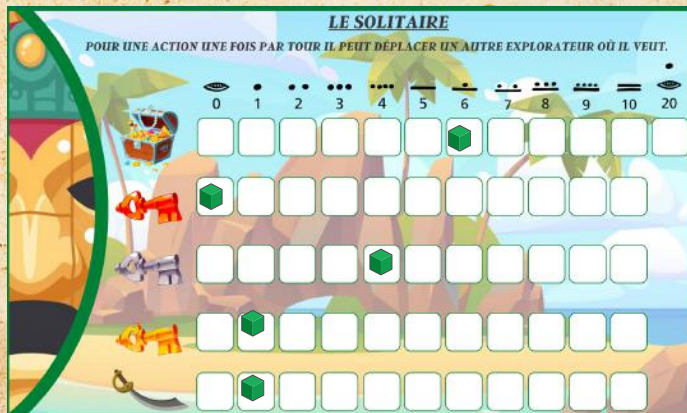 LE SOLITAIRE
POUR UNE ACTION UNE FOIS PAR TOUR IL PEUT DÉPLACER UN AUTRE EXPLORATEUR OÙ IL VEUT.
0 1 2 3 4 5 6 7 8 9 10 20